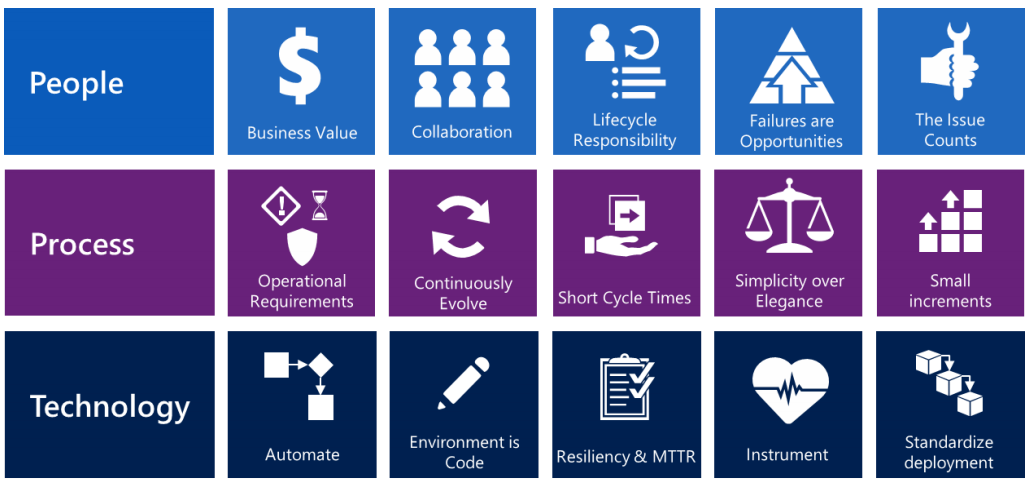 People
Business Value
Collaboration
Lifecycle
Responsibility
Failures are
Opportunities
The Issue
Counts
Process
Operational
Requirements
Continuously
Evolve
Short Cycle Times
Simplicity over
Elegance
Small
increments
Technology
Automate
Environment is
Code
Resiliency & MTTR
Instrument
Standardize
deployment